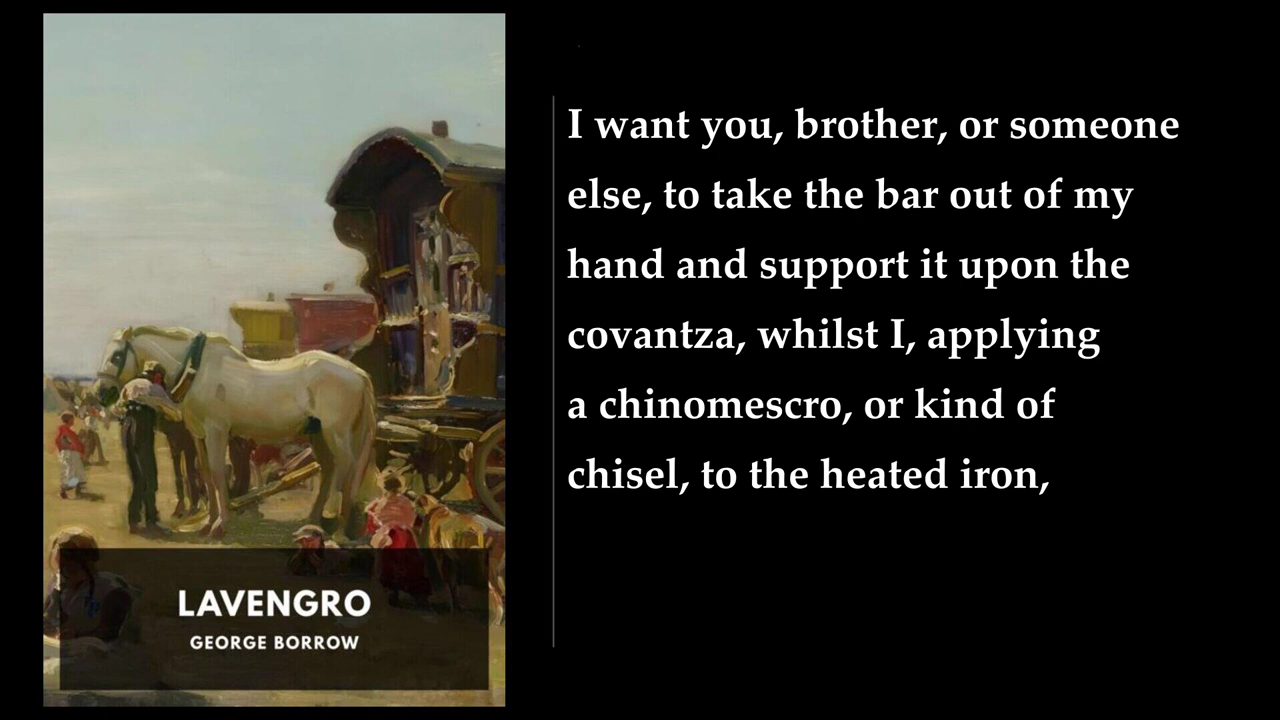 LAVENGRO
GEORGE BORROW
I want you, brother, or someone
else, to take the bar out of my
hand and support it upon the
covantza, whilst I, applying
a chinomescro, or kind of
chisel, to the heated iron,